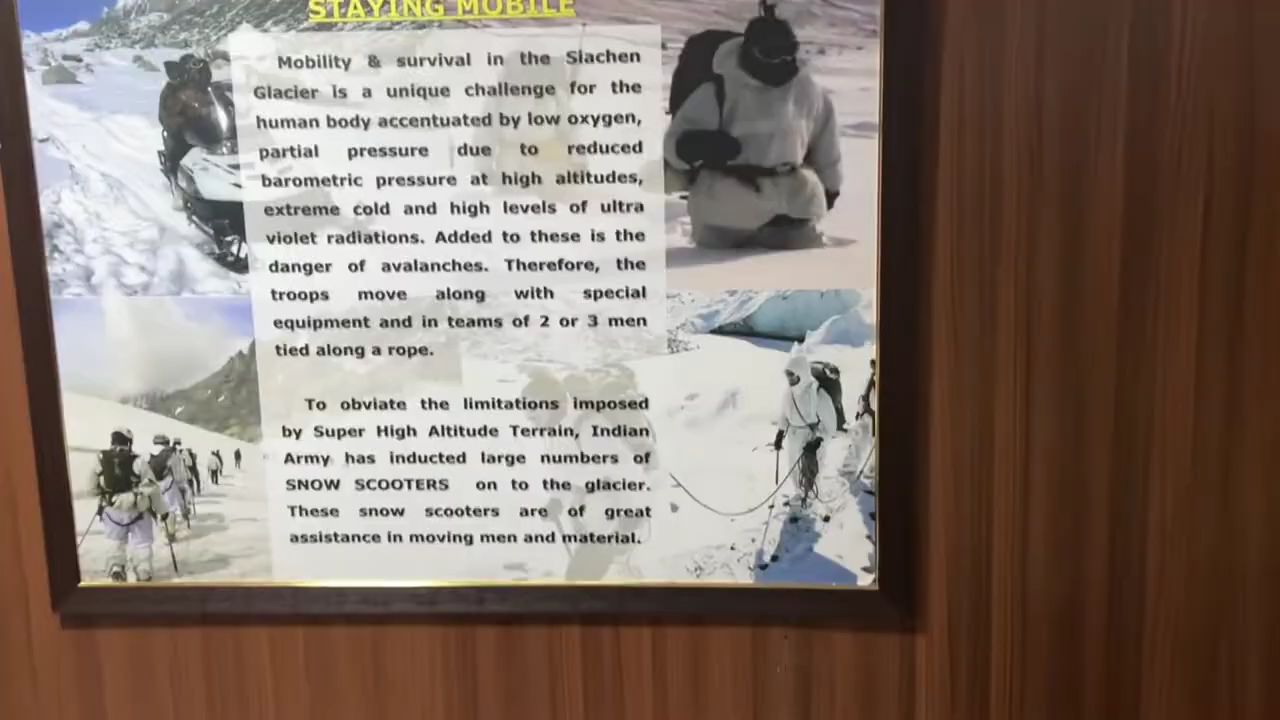 STAYING MOBILE
Mobility & survival in the Siachen
Glacier is a unique challenge for the
human body accentuated by low oxygen,
partial pressure due to reduced
barometric pressure at high altitudes,
extreme cold and high levels of ultra
violet radiations. Added to these is the
danger of avalanches. Therefore, the
troops move along with special
equipment and in teams of 2 or 3 men
tied along a rope.
To obviate the limitations imposed
by Super High Altitude Terrain, Indian
Army has inducted large numbers of
SNOW SCOOTERS on to the glacier.
These snow scooters are of great
assistance in moving men and material.